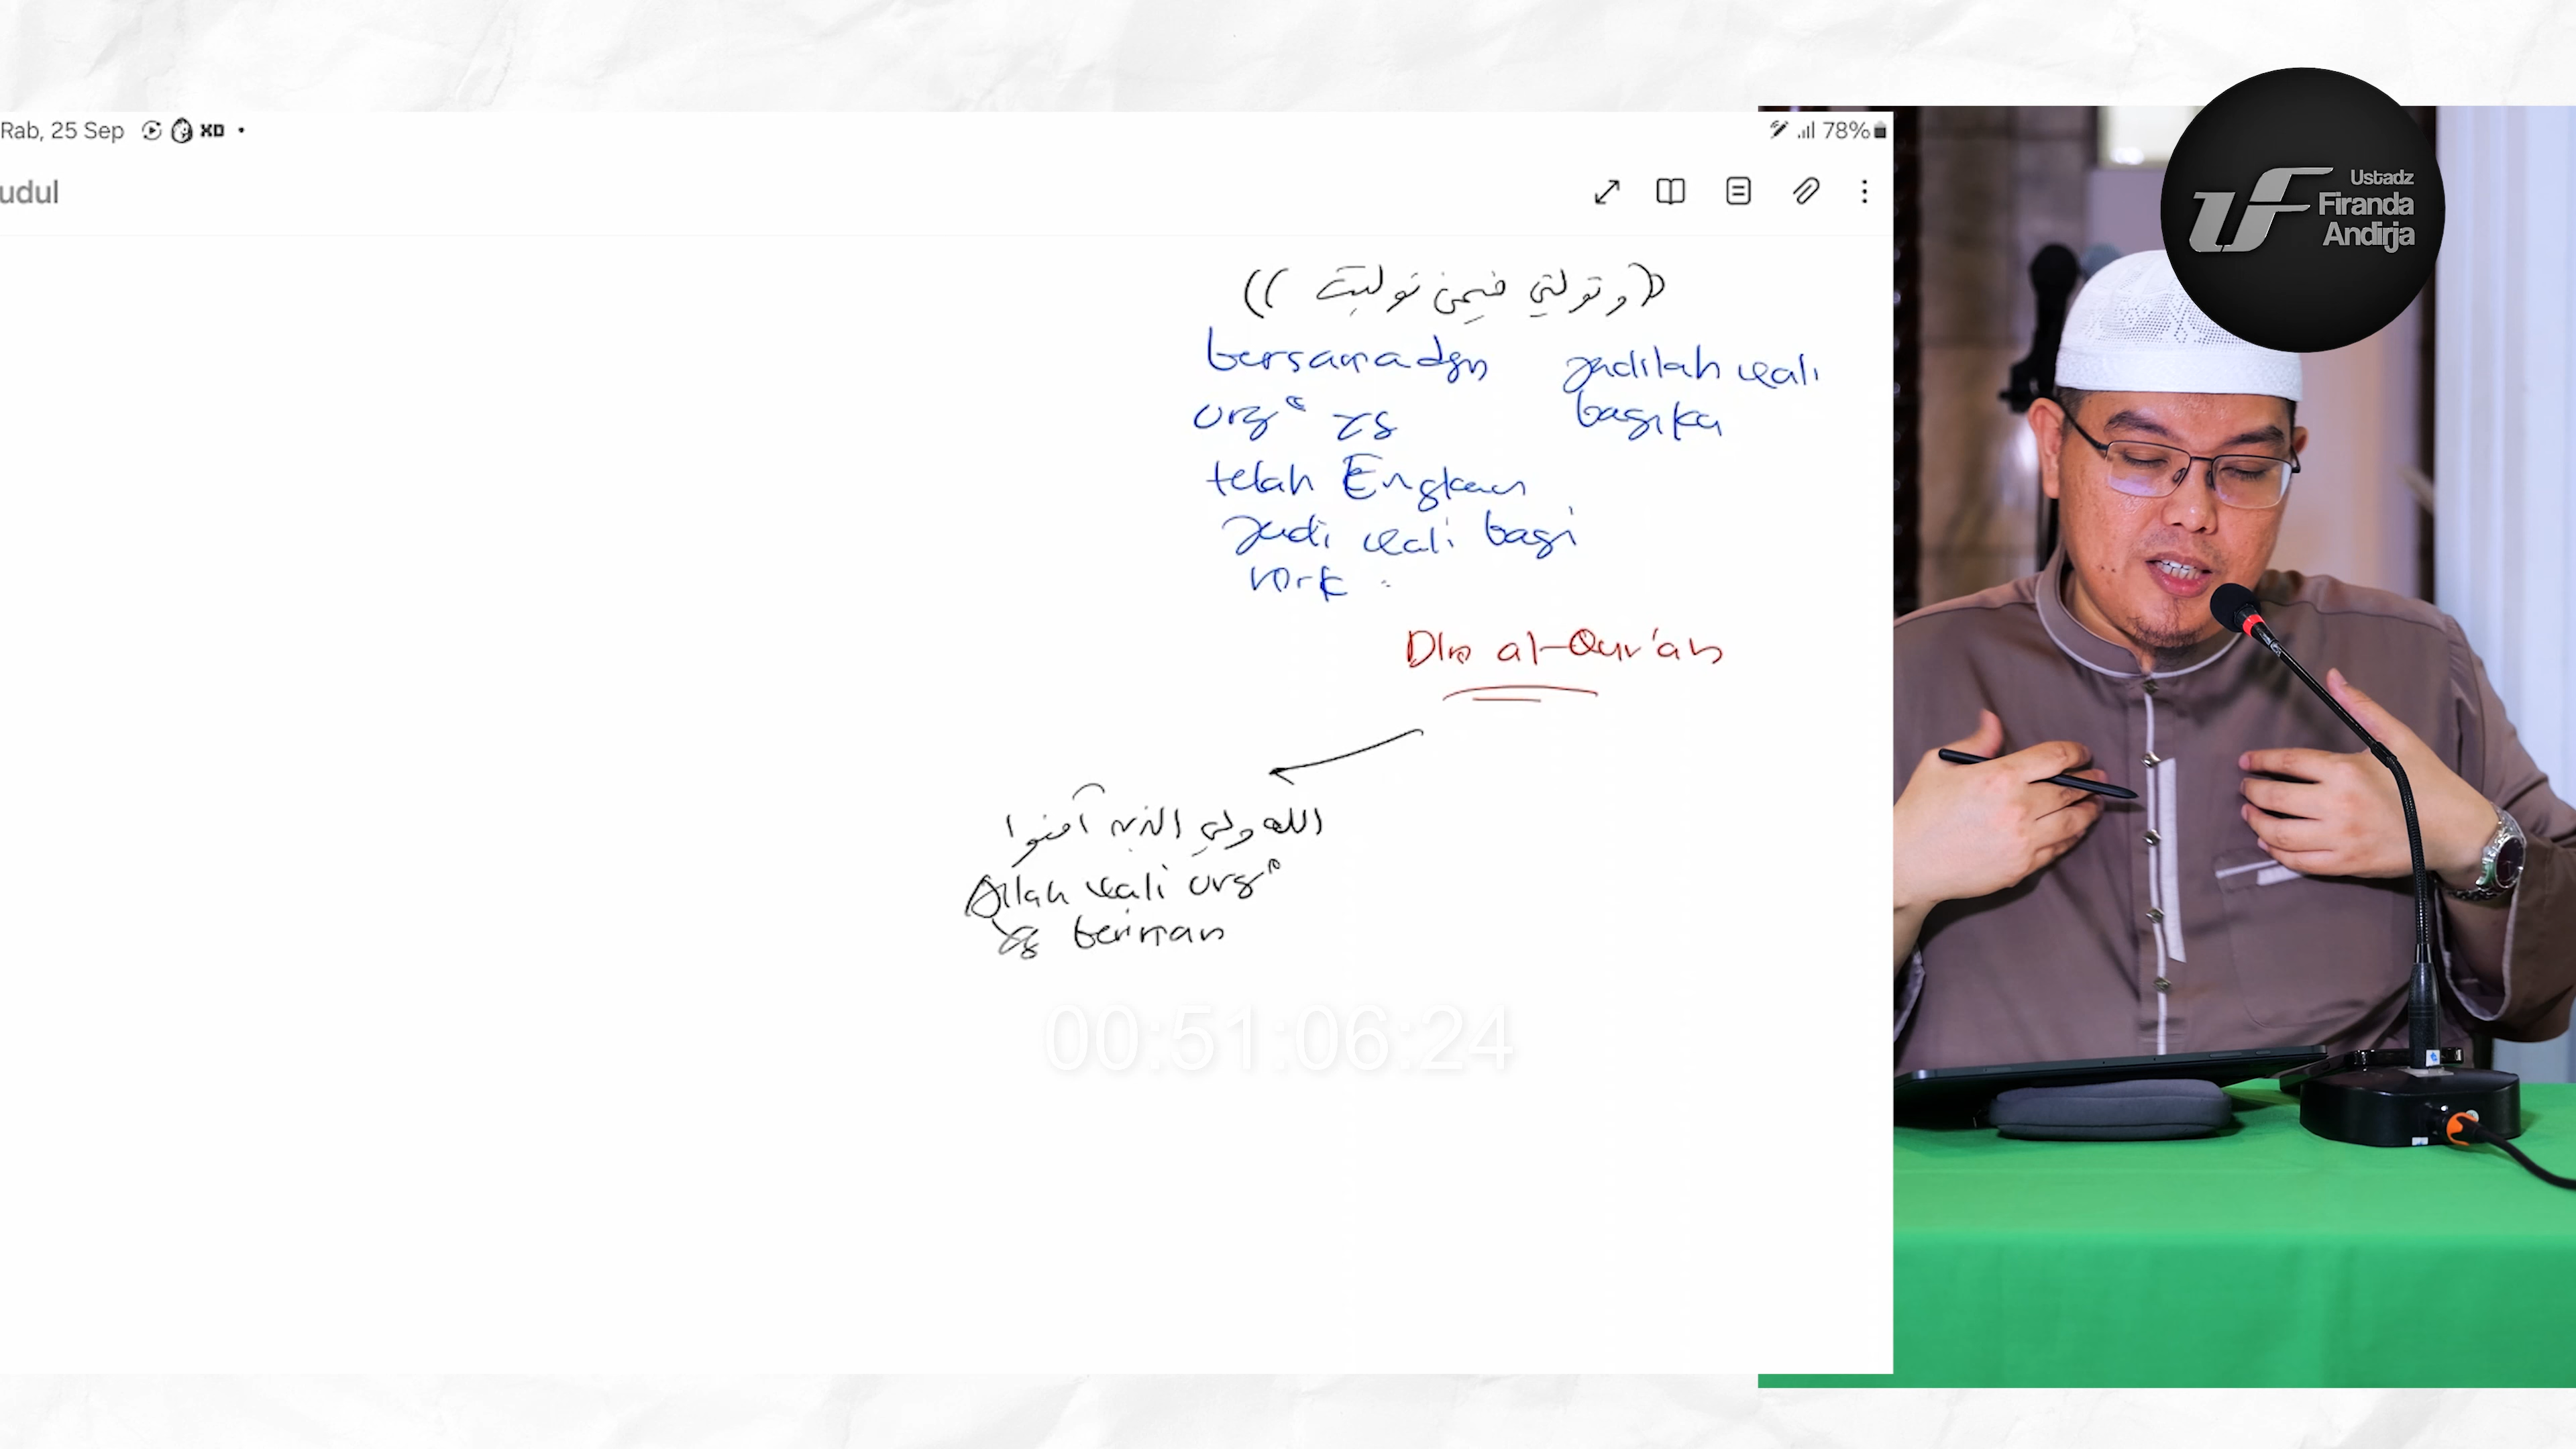 Rab, 25 Sep XD •
78%
udul
Ustadz
Firanda
Andirja
UF
((وتولني فيمن توليت))
bersama dgn jadilah wali
org² yg bagiku
telah Engkau
jadi wali bagi
mrk
Dlm al-Qur'an
الله ولي الذين آمنوا
Allah wali org²
yg beriman
00:51:06:24